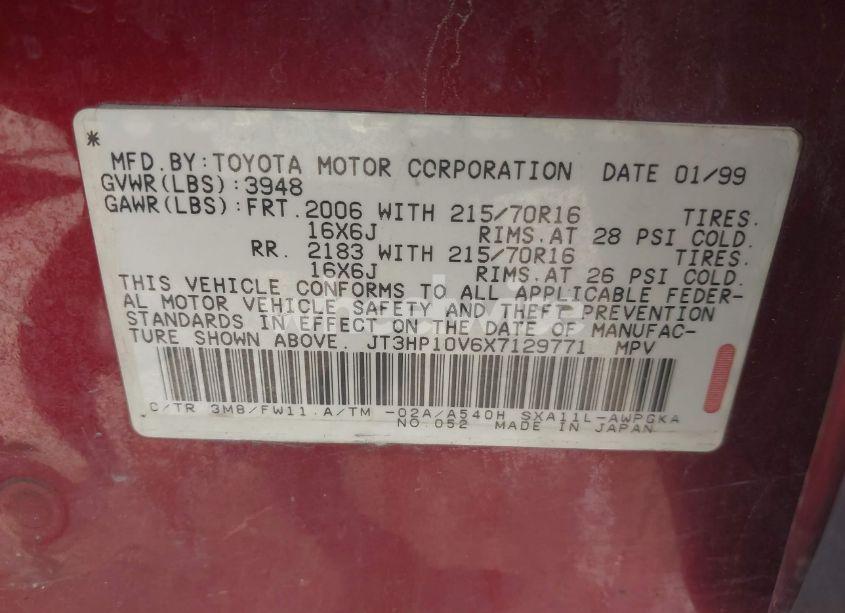 *
MFD.BY:TOYOTA MOTOR CORPORATION DATE 01/99
GVWR(LBS):3948
GAWR(LBS):FRT.2006 WITH 215/70R16 TIRES.
16X6J RIMS.AT 28 PSI COLD.
RR. 2183 WITH 215/70R16 TIRES.
16X6J RIMS.AT 26 PSI COLD.
THIS VEHICLE CONFORMS TO ALL APPLICABLE FEDER-
AL MOTOR VEHICLE SAFETY AND THEFT PREVENTION
STANDARDS IN EFFECT ON THE DATE OF MANUFAC-
TURE SHOWN ABOVE. JT3HP10V6X7129771 MPV
C/TR 3M8/FW11 A/TM -02A/A540H SXA11L-AWPGKA
NO.052 MADE IN JAPAN